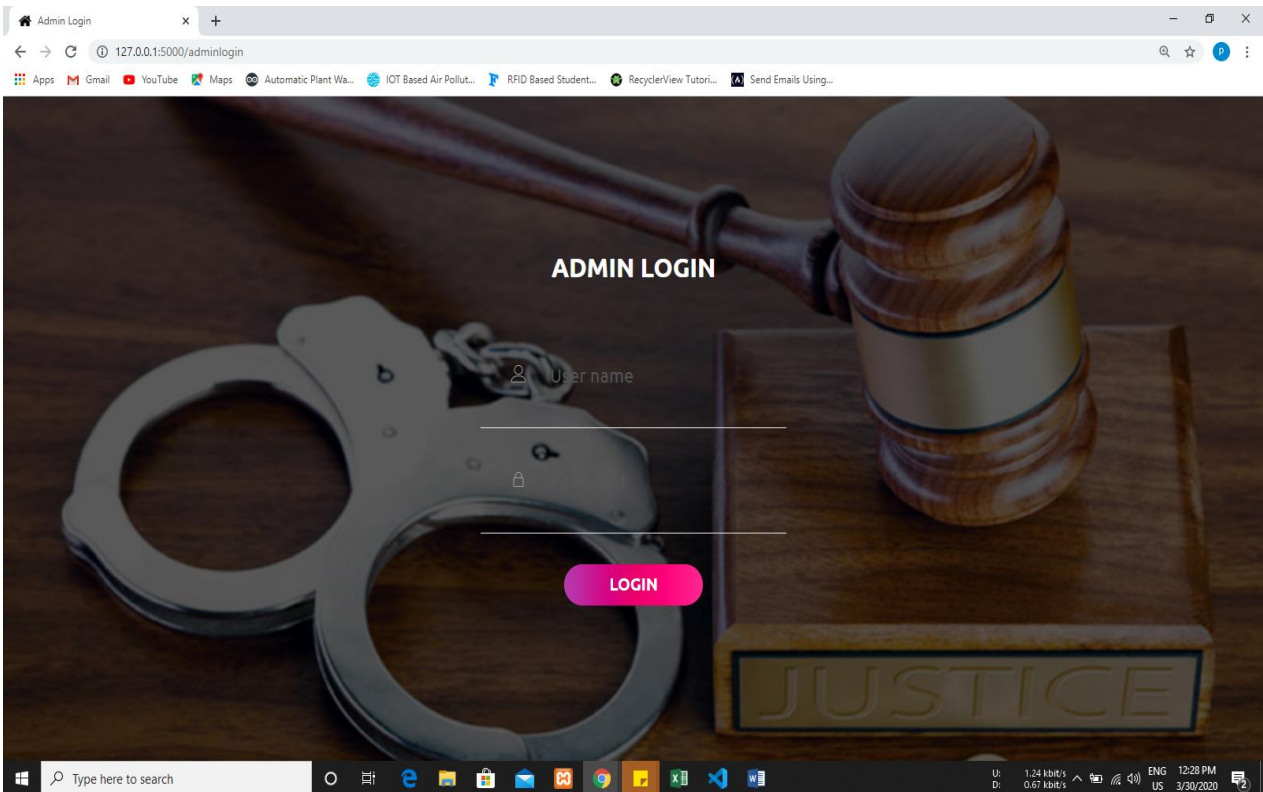 Admin Login
127.0.0.1:5000/adminlogin
P
Apps Gmail YouTube Maps Automatic Plant Wa... IOT Based Air Pollut... RFID Based Student... RecyclerView Tutori... Send Emails Using...
ADMIN LOGIN
User name
LOGIN
JUSTICE
Type here to search
U: 1.24 kbit/s
D: 0.67 kbit/s
ENG
US
12:28 PM
3/30/2020
2